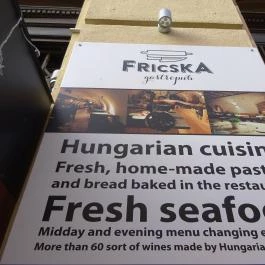 FRICSKA
gastropub
Hungarian cuisin
Fresh, home-made past
and bread baked in the restau
Fresh seafoo
Midday and evening menu changing e
More than 60 sort of wines made by Hungaria